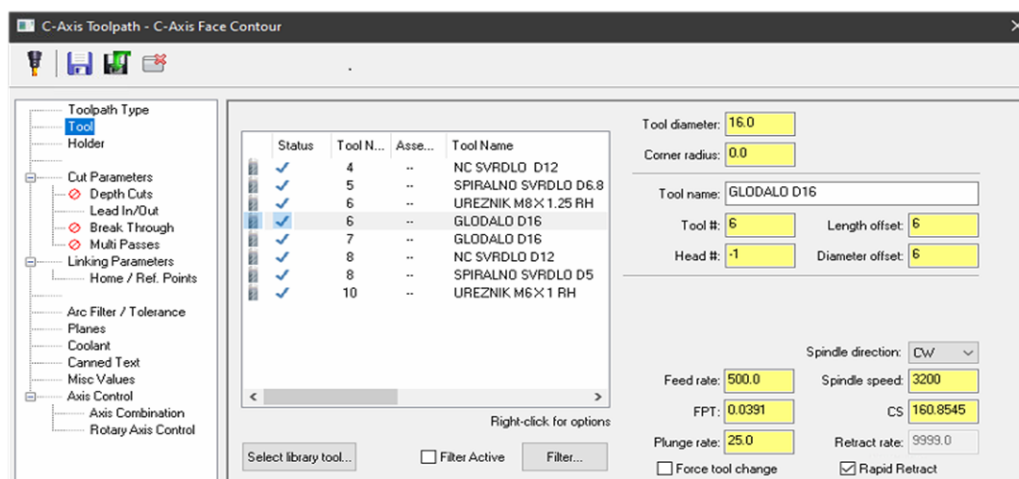 C-Axis Toolpath - C-Axis Face Contour
Toolpath Type
Tool
Holder
Cut Parameters
Depth Cuts
Lead In/Out
Break Through
Multi Passes
Linking Parameters
Home / Ref. Points
Arc Filter / Tolerance
Planes
Coolant
Canned Text
Misc Values
Axis Control
Axis Combination
Rotary Axis Control
Status Tool N... Asse... Tool Name
4 -- NC SVRDLO D12
5 -- SPIRALNO SVRDLO D6.8
6 -- UREZNIK M8×1.25 RH
6 -- GLODALO D16
7 -- GLODALO D16
8 -- NC SVRDLO D12
8 -- SPIRALNO SVRDLO D5
10 -- UREZNIK M6×1 RH
Right-click for options
Select library tool... Filter Active Filter...
Tool diameter: 16.0
Corner radius: 0.0
Tool name: GLODALO D16
Tool #: 6 Length offset: 6
Head #: -1 Diameter offset: 6
Spindle direction: CW
Feed rate: 500.0 Spindle speed: 3200
FPT: 0.0391 CS 160.8545
Plunge rate: 25.0 Retract rate: 9999.0
Force tool change Rapid Retract